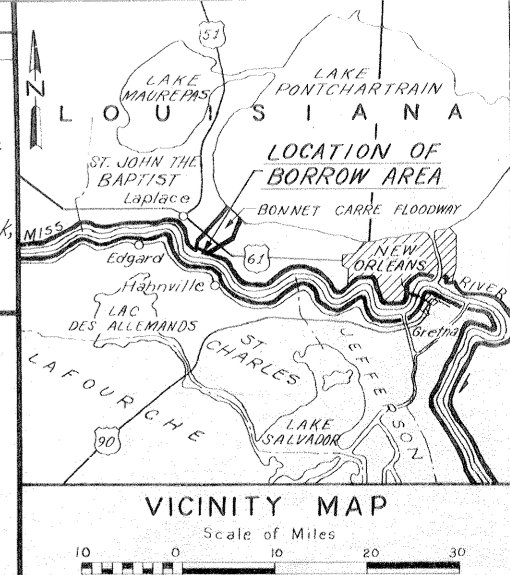 51
LAKE
MAUREPAS
LAKE
PONTCHARTRAIN
N
LOUISIANA
ST. JOHN THE
BAPTIST
Laplace
LOCATION OF
BORROW AREA
BONNET CARRE FLOODWAY
k,
MISS
Edgard
61
NEW
ORLEANS
RIVER
Hahnville
LAC
DES ALLEMANDS
Gretna
ST.
CHARLES
JEFFERSON
LAFOURCHE
90
LAKE
SALVADOR
VICINITY MAP
Scale of Miles
10 0 10 20 30